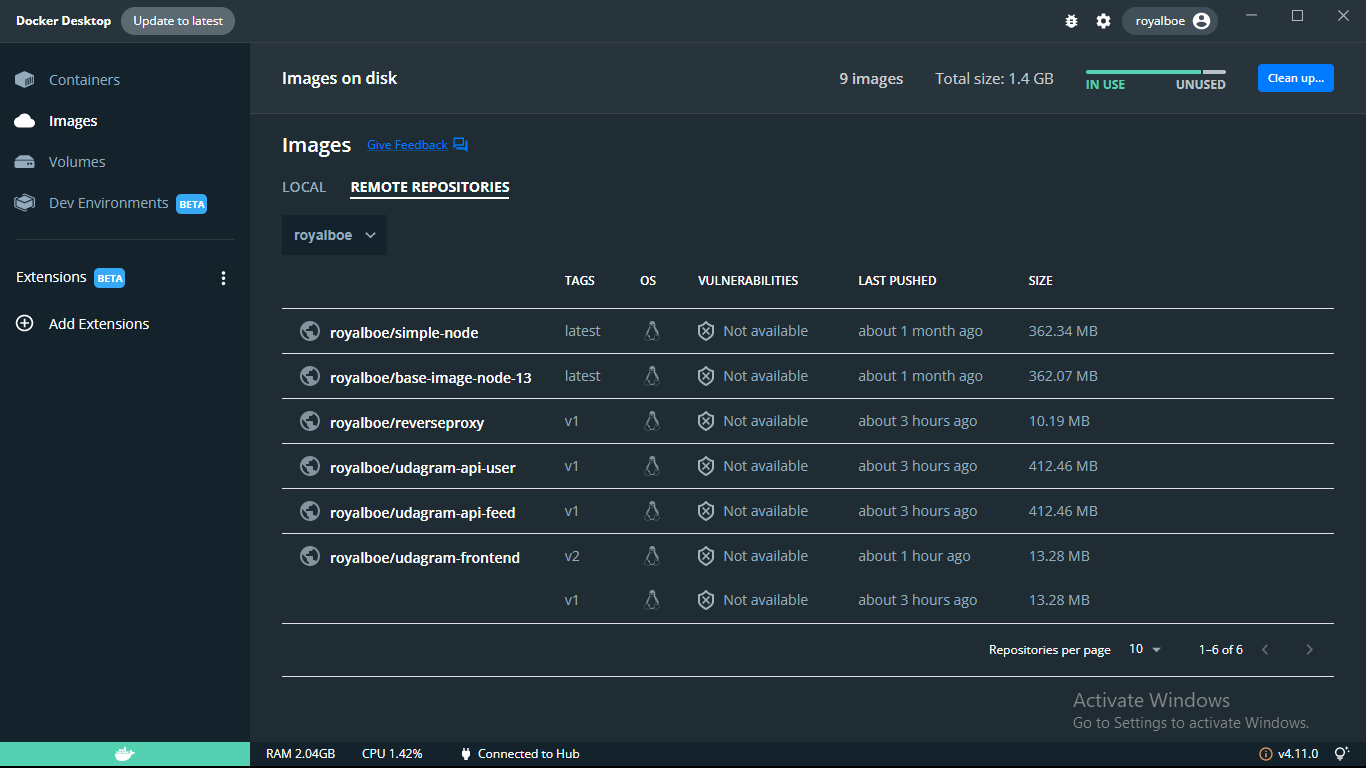 Docker Desktop Update to latest royalboe
Containers
Images
Volumes
Dev Environments BETA
Extensions BETA
Add Extensions
Images on disk 9 images Total size: 1.4 GB IN USE UNUSED Clean up...
Images Give Feedback
LOCAL REMOTE REPOSITORIES
royalboe
TAGS OS VULNERABILITIES LAST PUSHED SIZE
royalboe/simple-node latest Not available about 1 month ago 362.34 MB
royalboe/base-image-node-13 latest Not available about 1 month ago 362.07 MB
royalboe/reverseproxy v1 Not available about 3 hours ago 10.19 MB
royalboe/udagram-api-user v1 Not available about 3 hours ago 412.46 MB
royalboe/udagram-api-feed v1 Not available about 3 hours ago 412.46 MB
royalboe/udagram-frontend v2 Not available about 1 hour ago 13.28 MB
v1 Not available about 3 hours ago 13.28 MB
Repositories per page 10 1–6 of 6
Activate Windows
Go to Settings to activate Windows.
RAM 2.04GB CPU 1.42% Connected to Hub v4.11.0